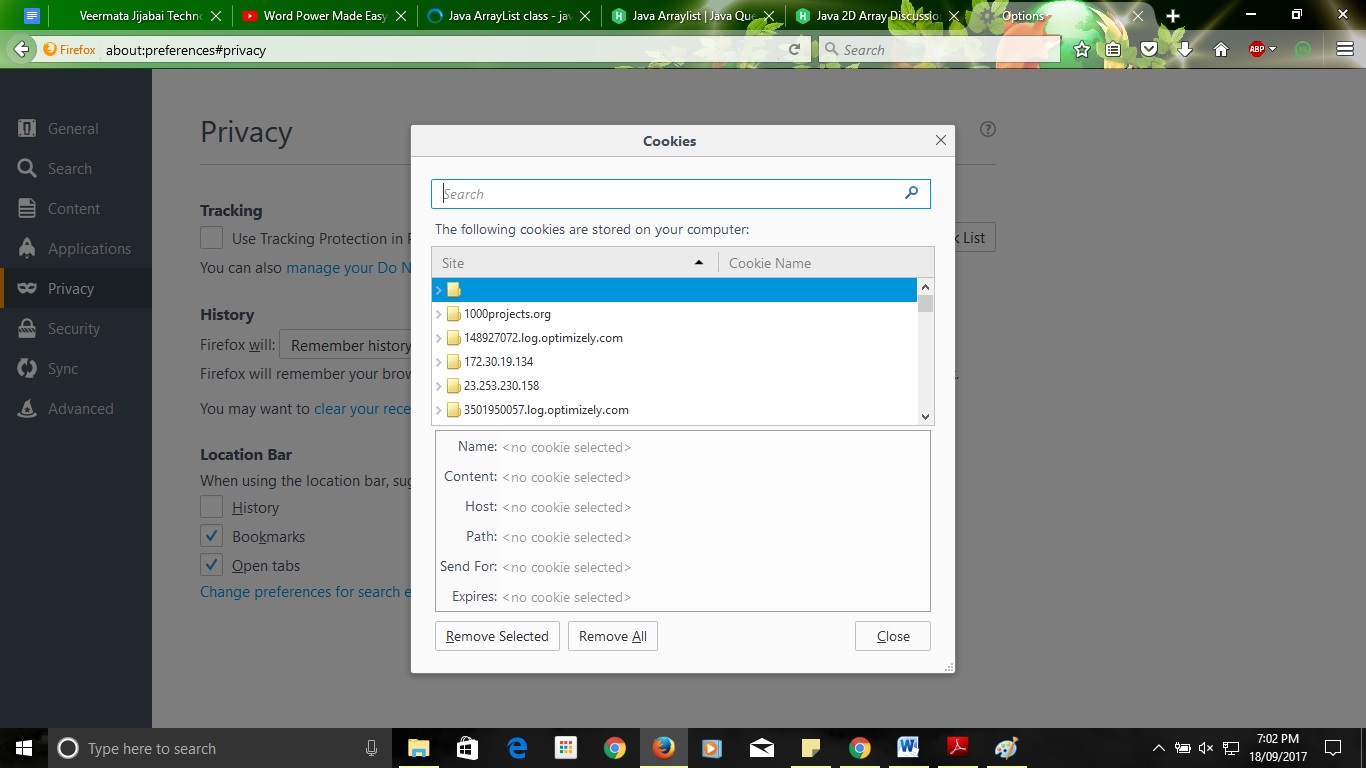 Veermata Jijabai Techno
Word Power Made Easy
Java ArrayList class - jav
Java Arraylist | Java Que
Java 2D Array Discussio
Options
Firefox
about:preferences#privacy
Search
ABP
General
Search
Content
Applications
Privacy
Security
Sync
Advanced
Privacy
Tracking
Use Tracking Protection in P
k List
You can also manage your Do N
History
Firefox will: Remember history
Firefox will remember your brow
You may want to clear your rece
Location Bar
When using the location bar, sug
History
Bookmarks
Open tabs
Change preferences for search e
Cookies
Search
The following cookies are stored on your computer:
Site Cookie Name
1000projects.org
148927072.log.optimizely.com
172.30.19.134
23.253.230.158
3501950057.log.optimizely.com
Name: <no cookie selected>
Content: <no cookie selected>
Host: <no cookie selected>
Path: <no cookie selected>
Send For: <no cookie selected>
Expires: <no cookie selected>
Remove Selected Remove All Close
Type here to search
7:02 PM
18/09/2017